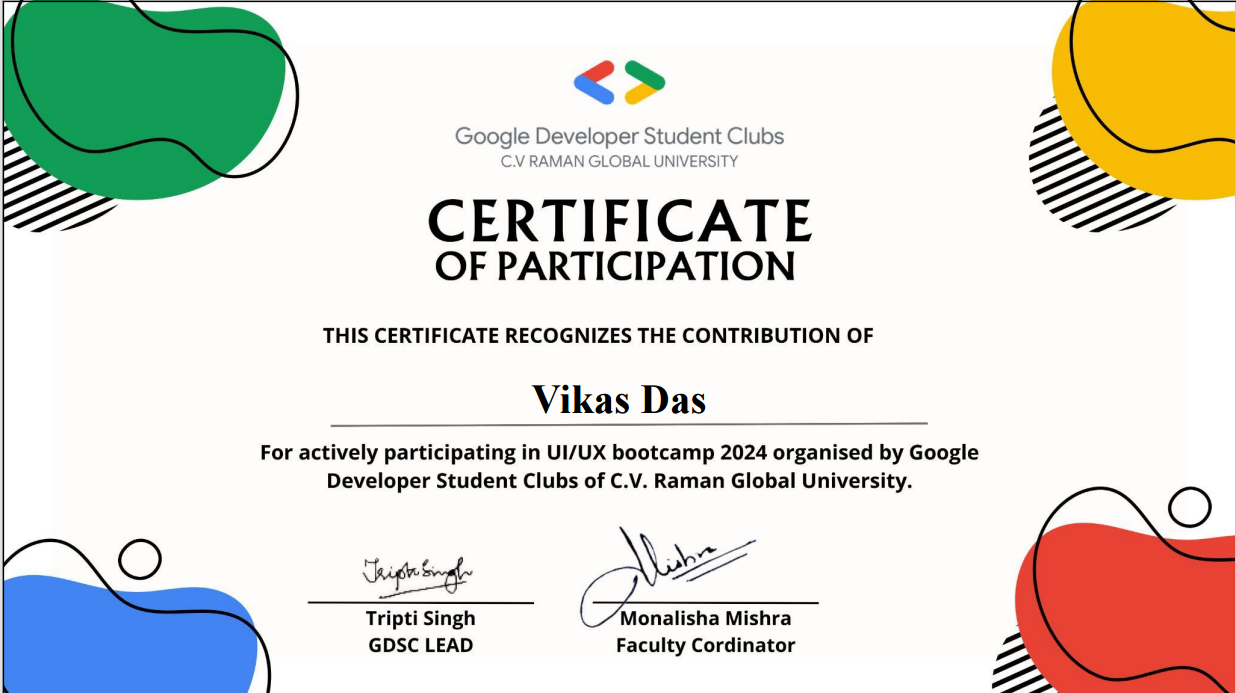 Google Developer Student Clubs
C.V RAMAN GLOBAL UNIVERSITY
CERTIFICATE
OF PARTICIPATION
THIS CERTIFICATE RECOGNIZES THE CONTRIBUTION OF
Vikas Das
For actively participating in UI/UX bootcamp 2024 organised by Google
Developer Student Clubs of C.V. Raman Global University.
Tripti Singh
Mishra
Tripti Singh
Monalisha Mishra
GDSC LEAD
Faculty Cordinator